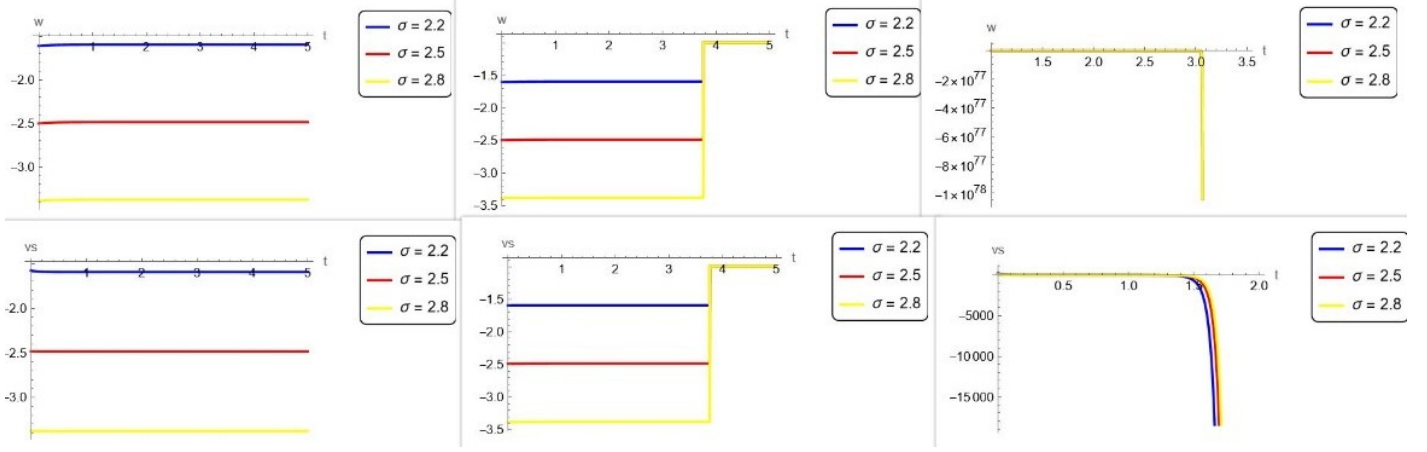 w
t
1 2 3 4 5
−2.0
−2.5
−3.0
σ = 2.2
σ = 2.5
σ = 2.8
w
t
1 2 3 4 5
−1.5
−2.0
−2.5
−3.0
−3.5
σ = 2.2
σ = 2.5
σ = 2.8
w
t
1.5 2.0 2.5 3.0 3.5
−2×10⁷⁷
−4×10⁷⁷
−6×10⁷⁷
−8×10⁷⁷
−1×10⁷⁸
σ = 2.2
σ = 2.5
σ = 2.8
vs
t
1 2 3 4 5
−2.0
−2.5
−3.0
σ = 2.2
σ = 2.5
σ = 2.8
vs
t
1 2 3 4 5
−1.5
−2.0
−2.5
−3.0
−3.5
σ = 2.2
σ = 2.5
σ = 2.8
vs
t
0.5 1.0 1.5 2.0
−5000
−10 000
−15 000
σ = 2.2
σ = 2.5
σ = 2.8